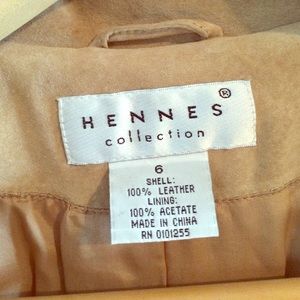 HENNES®
collection
6
SHELL:
100% LEATHER
LINING:
100% ACETATE
MADE IN CHINA
RN 0101255